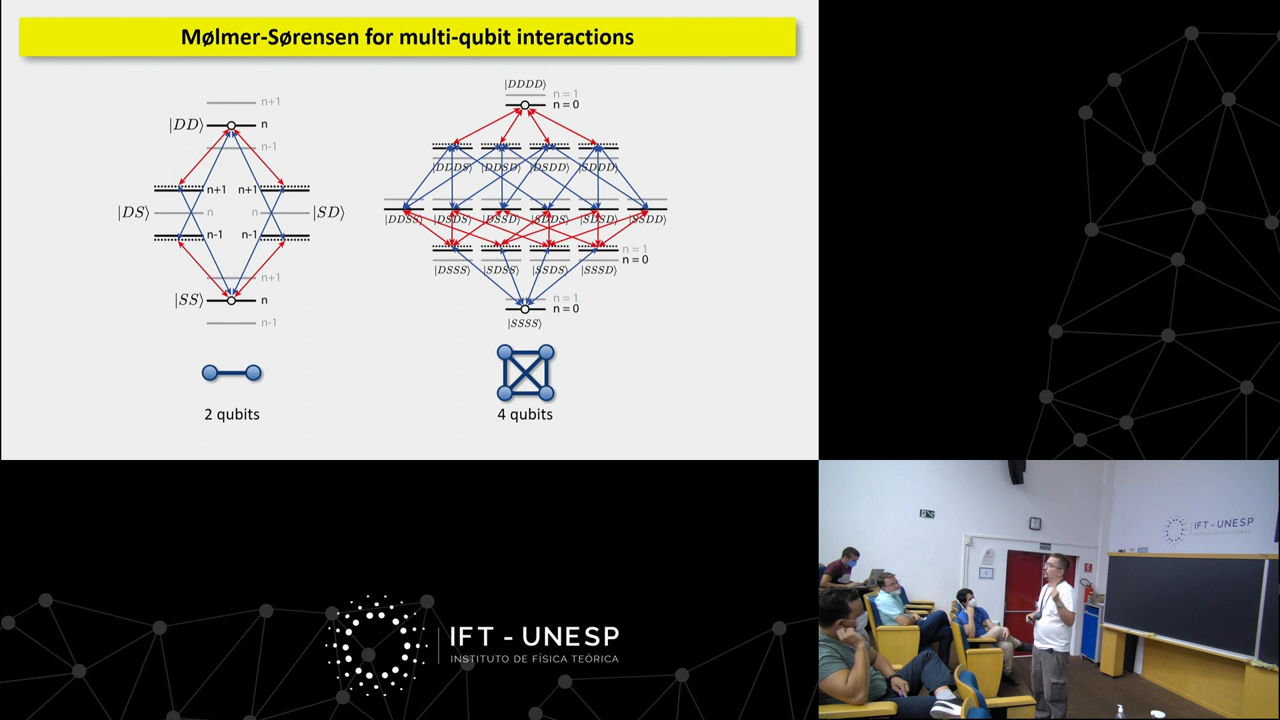 Mølmer-Sørensen for multi-qubit interactions
n+1
|DD⟩
n
n-1
n+1
n+1
|DS⟩
n
n
|SD⟩
n-1
n-1
n+1
|SS⟩
n
n-1
2 qubits
|DDDD⟩
n = 1
n = 0
|DDDS⟩ |DDSD⟩ |DSDD⟩ |SDDD⟩
|DDSS⟩ |DSDS⟩ |DSSD⟩ |SDDS⟩ |SDSD⟩ |SSDD⟩
n = 1
n = 0
|DSSS⟩ |SDSS⟩ |SSDS⟩ |SSSD⟩
n = 1
n = 0
|SSSS⟩
4 qubits
IFT - UNESP
IFT - UNESP
INSTITUTO DE FÍSICA TEÓRICA